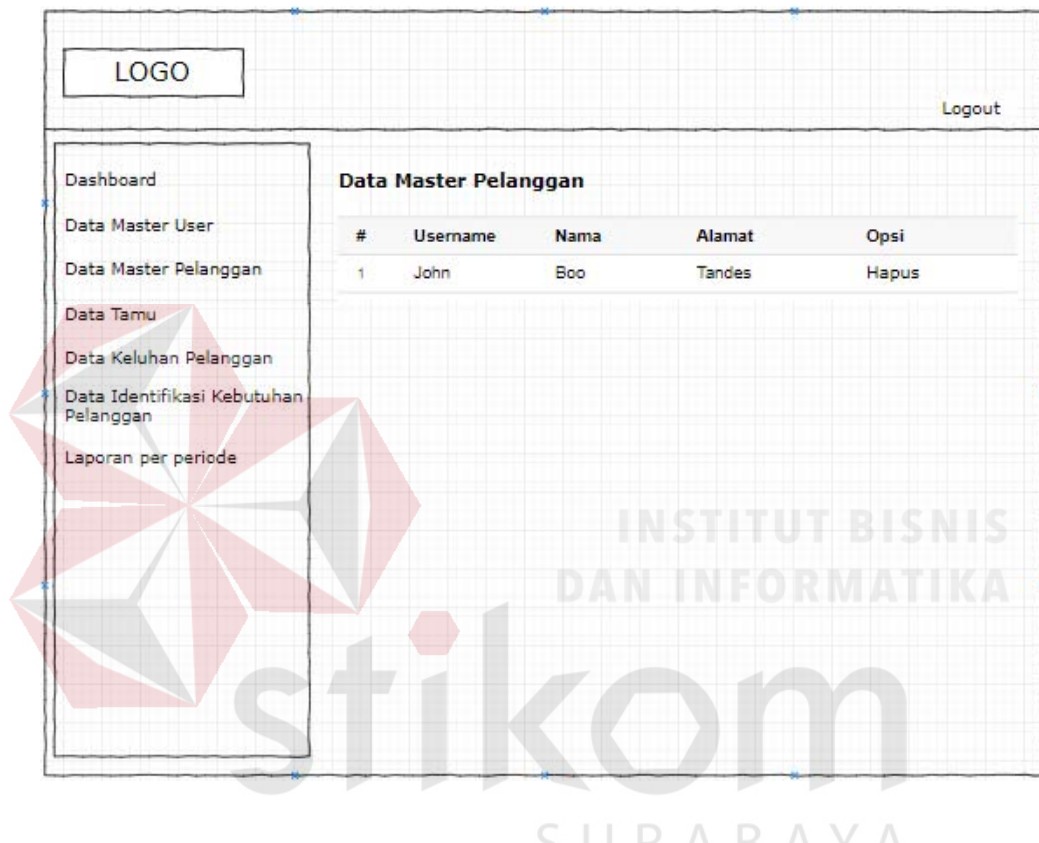 LOGO
Logout
Dashboard
Data Master User
Data Master Pelanggan
Data Tamu
Data Keluhan Pelanggan
Data Identifikasi Kebutuhan
Pelanggan
Laporan per periode
Data Master Pelanggan
# Username Nama Alamat Opsi
1 John Boo Tandes Hapus
INSTITUT BISNIS
DAN INFORMATIKA
stikom
SURABAYA